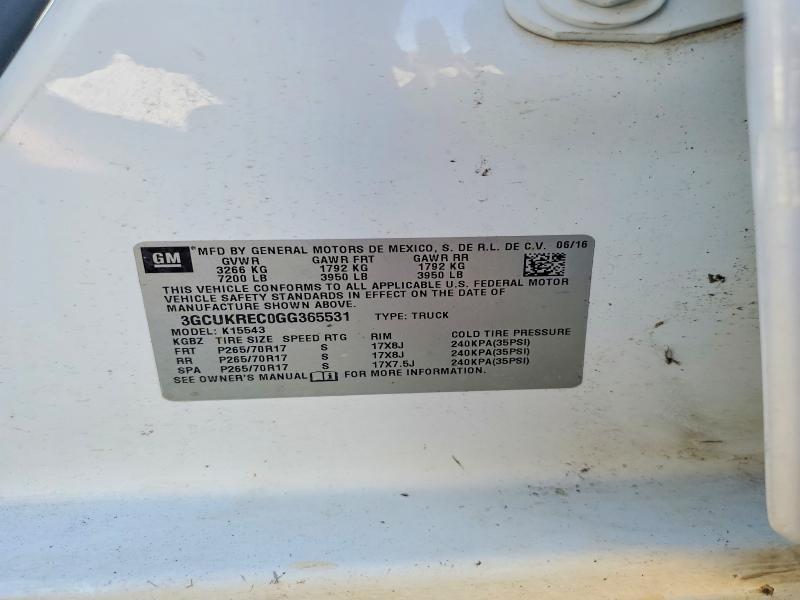 GM ® MFD BY GENERAL MOTORS DE MEXICO, S. DE R.L. DE C.V. 06/16
GVWR GAWR FRT GAWR RR
3266 KG 1792 KG 1792 KG
7200 LB 3950 LB 3950 LB
THIS VEHICLE CONFORMS TO ALL APPLICABLE U.S. FEDERAL MOTOR
VEHICLE SAFETY STANDARDS IN EFFECT ON THE DATE OF
MANUFACTURE SHOWN ABOVE.
3GCUKREC0GG365531 TYPE: TRUCK
MODEL: K15543
KGBZ TIRE SIZE SPEED RTG RIM COLD TIRE PRESSURE
FRT P265/70R17 S 17X8J 240KPA(35PSI)
RR P265/70R17 S 17X8J 240KPA(35PSI)
SPA P265/70R17 S 17X7.5J 240KPA(35PSI)
SEE OWNER'S MANUAL FOR MORE INFORMATION.